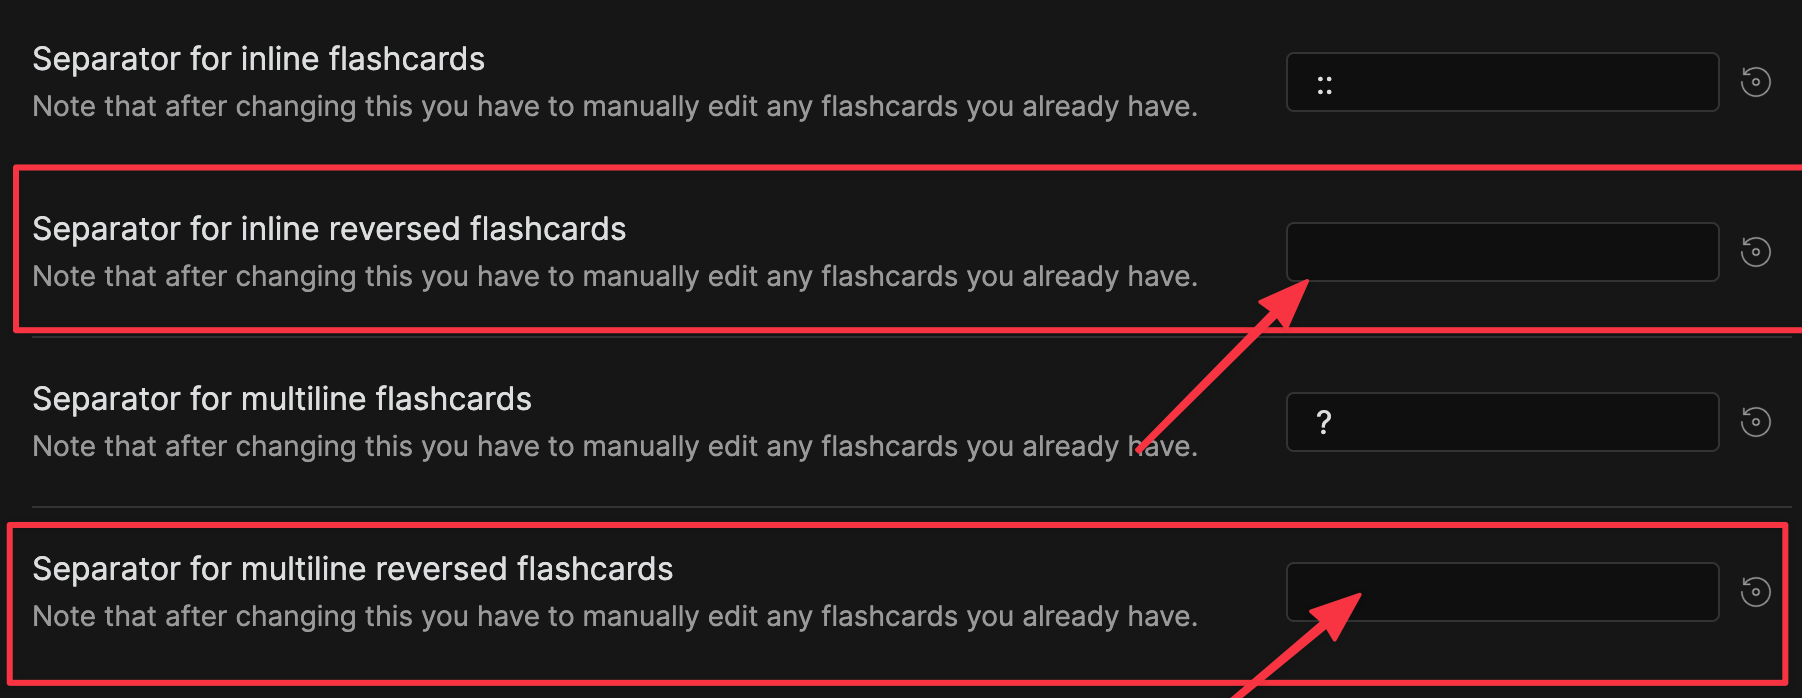 Separator for inline flashcards
Note that after changing this you have to manually edit any flashcards you already have.
::
Separator for inline reversed flashcards
Note that after changing this you have to manually edit any flashcards you already have.
Separator for multiline flashcards
Note that after changing this you have to manually edit any flashcards you already have.
?
Separator for multiline reversed flashcards
Note that after changing this you have to manually edit any flashcards you already have.